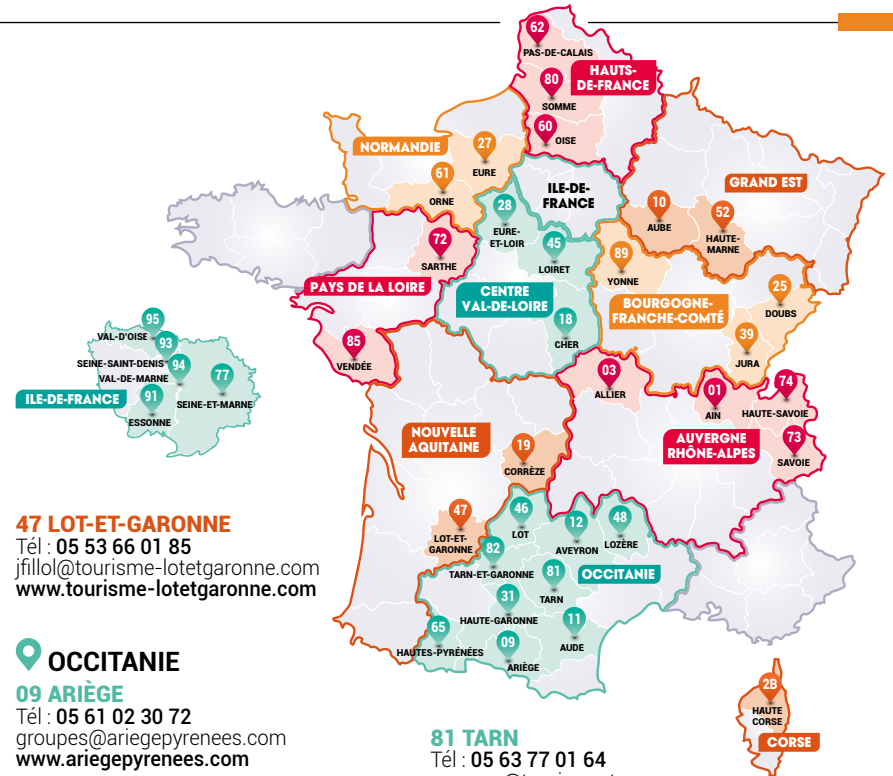 62
PAS-DE-CALAIS
HAUTS-
DE-FRANCE
80
SOMME
60
OISE
NORMANDIE
27
EURE
61
ORNE
ILE-DE-
FRANCE
GRAND EST
10
AUBE
52
HAUTE-
MARNE
28
EURE-
ET-LOIR
45
LOIRET
72
SARTHE
PAYS DE LA LOIRE
CENTRE
VAL-DE-LOIRE
18
CHER
89
YONNE
BOURGOGNE-
FRANCHE-COMTÉ
25
DOUBS
39
JURA
85
VENDÉE
95
VAL-D'OISE
93
SEINE-SAINT-DENIS
94
VAL-DE-MARNE
77
SEINE-ET-MARNE
91
ESSONNE
ILE-DE-FRANCE
03
ALLIER
01
AIN
74
HAUTE-SAVOIE
73
SAVOIE
AUVERGNE
RHÔNE-ALPES
NOUVELLE
AQUITAINE
19
CORRÈZE
47
LOT-ET-
GARONNE
46
LOT
12
AVEYRON
48
LOZÈRE
82
TARN-ET-GARONNE
81
TARN
OCCITANIE
31
HAUTE-GARONNE
11
AUDE
65
HAUTES-PYRÉNÉES
09
ARIÈGE
2B
HAUTE
CORSE
CORSE
47 LOT-ET-GARONNE
Tél : 05 53 66 01 85
jfillol@tourisme-lotetgaronne.com
www.tourisme-lotetgaronne.com
OCCITANIE
09 ARIÈGE
Tél : 05 61 02 30 72
groupes@ariegepyrenees.com
www.ariegepyrenees.com
81 TARN
Tél : 05 63 77 01 64